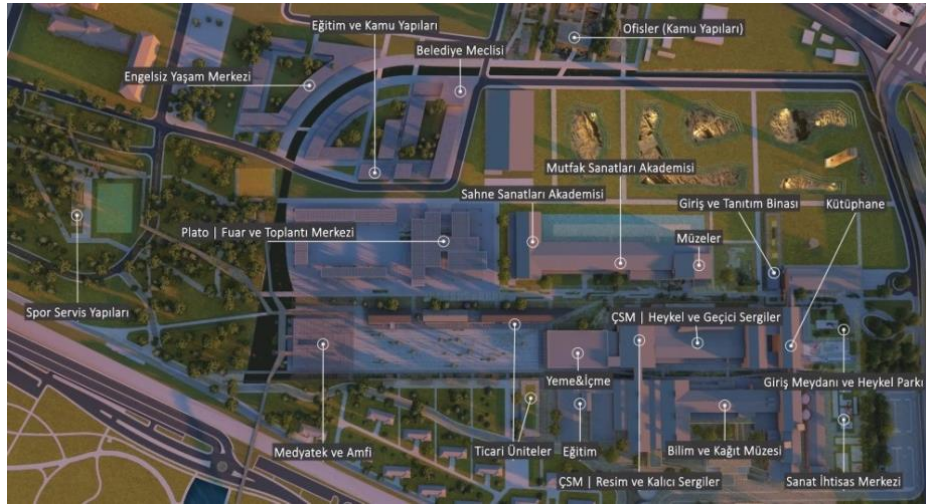 Eğitim ve Kamu Yapıları
Ofisler (Kamu Yapıları)
Belediye Meclisi
Engelsiz Yaşam Merkezi
Mutfak Sanatları Akademisi
Sahne Sanatları Akademisi
Giriş ve Tanıtım Binası
Kütüphane
Plato | Fuar ve Toplantı Merkezi
Müzeler
Spor Servis Yapıları
ÇSM | Heykel ve Geçici Sergiler
Yeme&İçme
Giriş Meydanı ve Heykel Parkı
Medyatek ve Amfi
Ticari Üniteler
Eğitim
Bilim ve Kağıt Müzesi
ÇSM | Resim ve Kalıcı Sergiler
Sanat İhtisas Merkezi